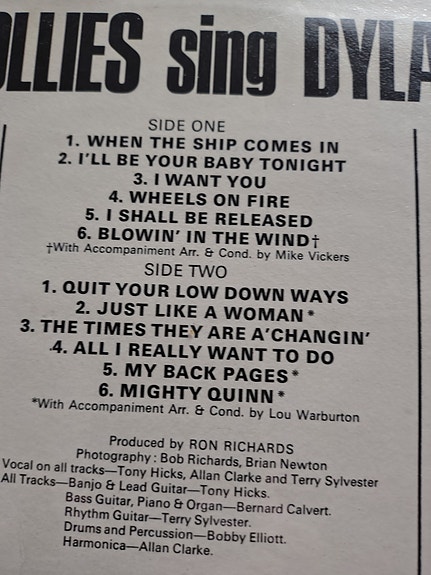 OLLIES sing DYLA
SIDE ONE
1. WHEN THE SHIP COMES IN
2. I'LL BE YOUR BABY TONIGHT
3. I WANT YOU
4. WHEELS ON FIRE
5. I SHALL BE RELEASED
6. BLOWIN' IN THE WIND†
†With Accompaniment Arr. & Cond. by Mike Vickers
SIDE TWO
1. QUIT YOUR LOW DOWN WAYS
2. JUST LIKE A WOMAN*
3. THE TIMES THEY ARE A'CHANGIN'
4. ALL I REALLY WANT TO DO
5. MY BACK PAGES*
6. MIGHTY QUINN*
*With Accompaniment Arr. & Cond. by Lou Warburton
Produced by RON RICHARDS
Photography: Bob Richards, Brian Newton
Vocal on all tracks—Tony Hicks, Allan Clarke and Terry Sylvester
All Tracks—Banjo & Lead Guitar—Tony Hicks.
Bass Guitar, Piano & Organ—Bernard Calvert.
Rhythm Guitar—Terry Sylvester.
Drums and Percussion—Bobby Elliott.
Harmonica—Allan Clarke.